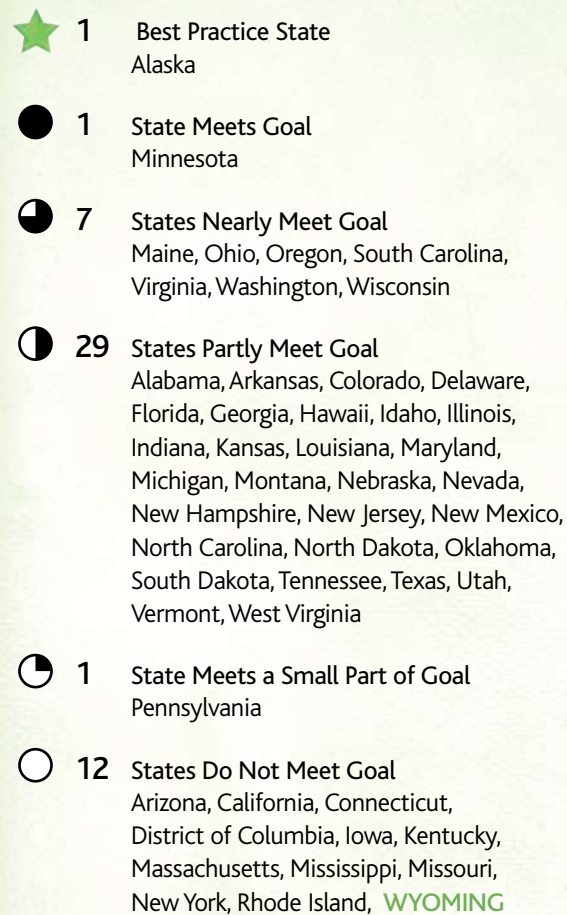 1 Best Practice State
Alaska
1 State Meets Goal
Minnesota
7 States Nearly Meet Goal
Maine, Ohio, Oregon, South Carolina,
Virginia, Washington, Wisconsin
29 States Partly Meet Goal
Alabama, Arkansas, Colorado, Delaware,
Florida, Georgia, Hawaii, Idaho, Illinois,
Indiana, Kansas, Louisiana, Maryland,
Michigan, Montana, Nebraska, Nevada,
New Hampshire, New Jersey, New Mexico,
North Carolina, North Dakota, Oklahoma,
South Dakota, Tennessee, Texas, Utah,
Vermont, West Virginia
1 State Meets a Small Part of Goal
Pennsylvania
12 States Do Not Meet Goal
Arizona, California, Connecticut,
District of Columbia, Iowa, Kentucky,
Massachusetts, Mississippi, Missouri,
New York, Rhode Island, WYOMING